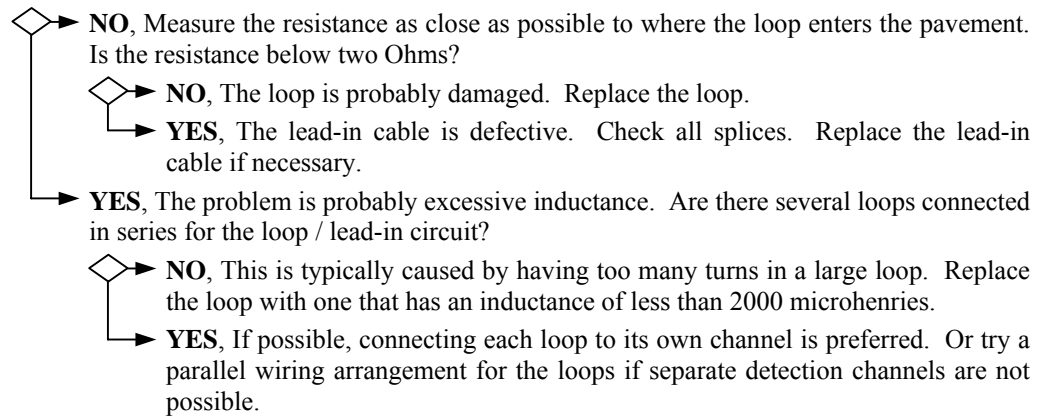 NO, Measure the resistance as close as possible to where the loop enters the pavement.
Is the resistance below two Ohms?
NO, The loop is probably damaged. Replace the loop.
YES, The lead-in cable is defective. Check all splices. Replace the lead-in
cable if necessary.
YES, The problem is probably excessive inductance. Are there several loops connected
in series for the loop / lead-in circuit?
NO, This is typically caused by having too many turns in a large loop. Replace
the loop with one that has an inductance of less than 2000 microhenries.
YES, If possible, connecting each loop to its own channel is preferred. Or try a
parallel wiring arrangement for the loops if separate detection channels are not
possible.